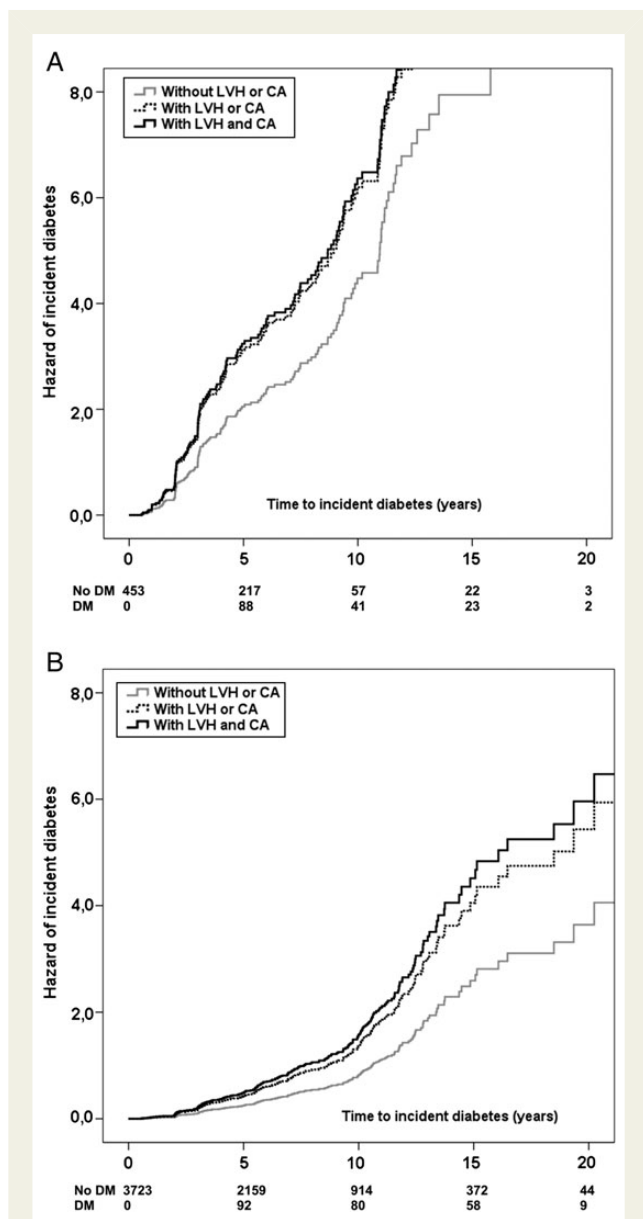 A
Without LVH or CA
With LVH or CA
With LVH and CA
8,0
6,0
4,0
2,0
0,0
Hazard of incident diabetes
Time to incident diabetes (years)
0 5 10 15 20
No DM 453 217 57 22 3
DM 0 88 41 23 2
B
Without LVH or CA
With LVH or CA
With LVH and CA
8,0
6,0
4,0
2,0
0,0
Hazard of incident diabetes
Time to incident diabetes (years)
0 5 10 15 20
No DM 3723 2159 914 372 44
DM 0 92 80 58 9